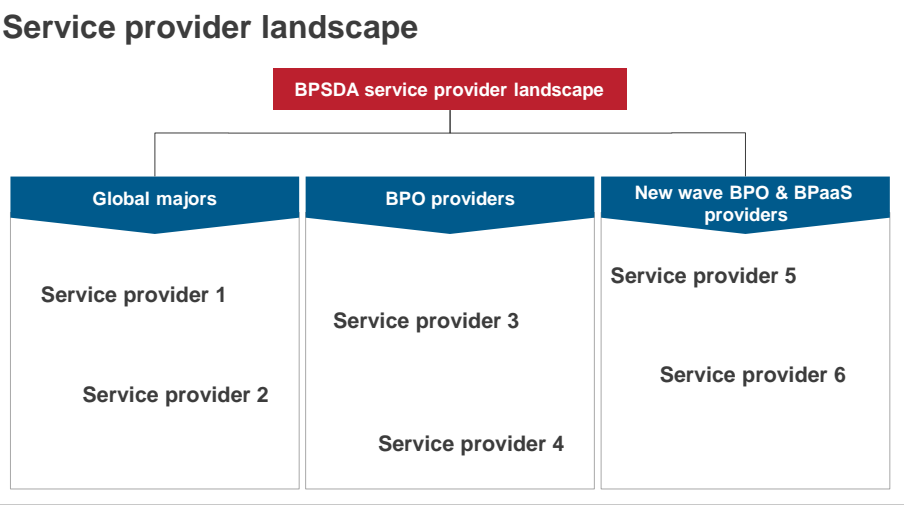 Service provider landscape
BPSDA service provider landscape
Global majors
Service provider 1
Service provider 2
BPO providers
Service provider 3
Service provider 4
New wave BPO & BPaaS
providers
Service provider 5
Service provider 6